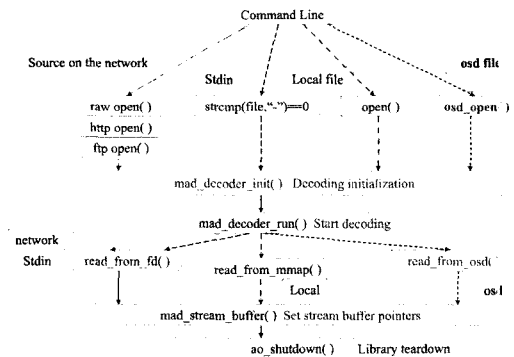 Command Line
Source on the network
Stdin
Local file
osd file
raw open( )
strcmp(file,"-")==0
open( )
osd_open( )
http open( )
ftp open( )
mad_decoder_init( ) Decoding initialization
mad_decoder_run( ) Start decoding
network
Stdin
read_from_fd( )
read_from_mmap( )
read_from_osd(
Local
osd
mad_stream_buffer( ) Set stream buffer pointers
ao_shutdown( ) Library teardown